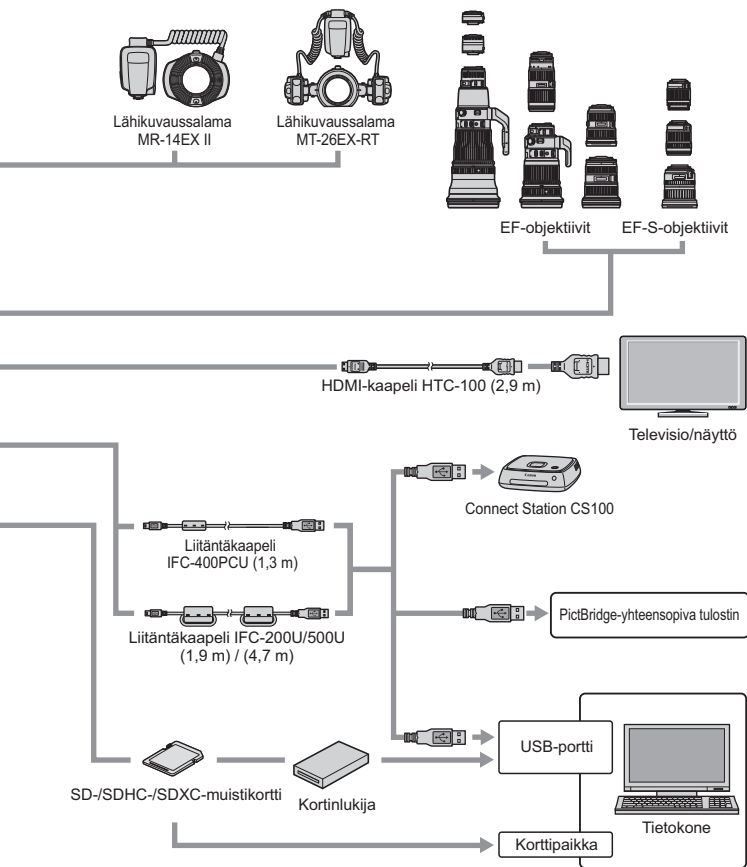 Lähikuvaussalama
MR-14EX II
Lähikuvaussalama
MT-26EX-RT
EF-objektiivit
EF-S-objektiivit
HDMI-kaapeli HTC-100 (2,9 m)
Televisio/näyttö
Canon
Connect Station CS100
Liitäntäkaapeli
IFC-400PCU (1,3 m)
PictBridge-yhteensopiva tulostin
Liitäntäkaapeli IFC-200U/500U
(1,9 m) / (4,7 m)
USB-portti
SD-/SDHC-/SDXC-muistikortti
Kortinlukija
Tietokone
Korttipaikka